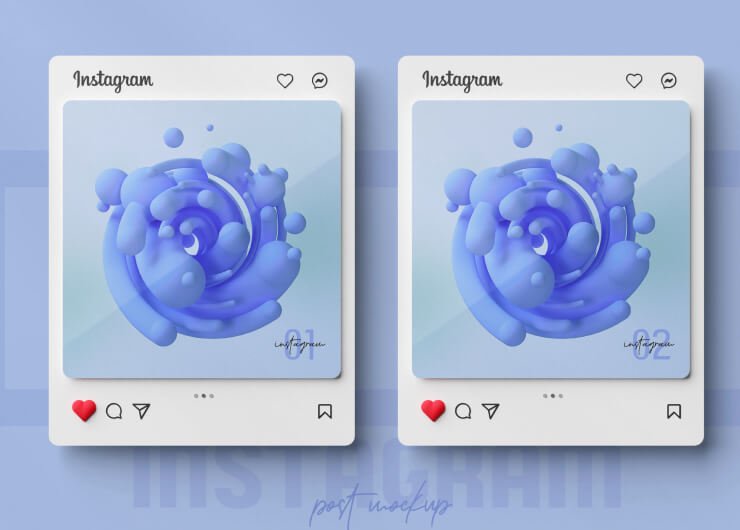 Instagram
01
instagram
Instagram
02
instagram
INSTAGRAM
post mockup